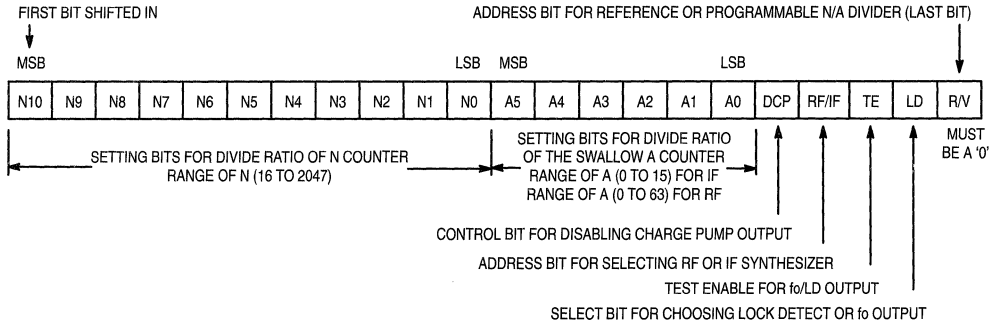 FIRST BIT SHIFTED IN
ADDRESS BIT FOR REFERENCE OR PROGRAMMABLE N/A DIVIDER (LAST BIT)
MSB LSB MSB LSB
N10 N9 N8 N7 N6 N5 N4 N3 N2 N1 N0 A5 A4 A3 A2 A1 A0 DCP RF/IF TE LD R/V
MUST
BE A '0'
SETTING BITS FOR DIVIDE RATIO OF N COUNTER
RANGE OF N (16 TO 2047)
SETTING BITS FOR DIVIDE RATIO
OF THE SWALLOW A COUNTER
RANGE OF A (0 TO 15) FOR IF
RANGE OF A (0 TO 63) FOR RF
CONTROL BIT FOR DISABLING CHARGE PUMP OUTPUT
ADDRESS BIT FOR SELECTING RF OR IF SYNTHESIZER
TEST ENABLE FOR fo/LD OUTPUT
SELECT BIT FOR CHOOSING LOCK DETECT OR fo OUTPUT